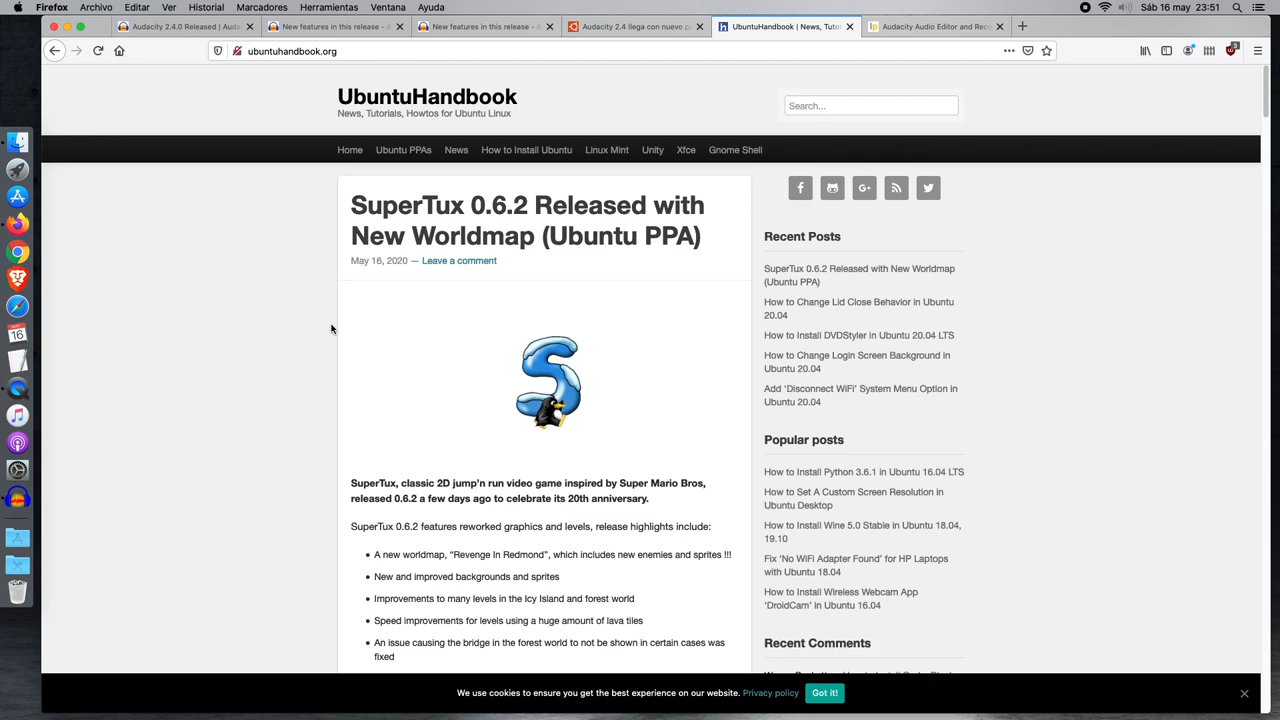 Firefox Archivo Editar Ver Historial Marcadores Herramientas Ventana Ayuda
Sáb 16 may 23:51
Audacity 2.4.0 Released | Audac
New features in this release - A
New features in this release - A
Audacity 2.4 llega con nuevo p
UbuntuHandbook | News, Tutor
Audacity Audio Editor and Reco
ubuntuhandbook.org
3
UbuntuHandbook
News, Tutorials, Howtos for Ubuntu Linux
Search...
Home Ubuntu PPAs News How to Install Ubuntu Linux Mint Unity Xfce Gnome Shell
SuperTux 0.6.2 Released with
New Worldmap (Ubuntu PPA)
May 16, 2020 — Leave a comment
SuperTux, classic 2D jump’n run video game inspired by Super Mario Bros,
released 0.6.2 a few days ago to celebrate its 20th anniversary.
SuperTux 0.6.2 features reworked graphics and levels, release highlights include:
• A new worldmap, “Revenge In Redmond”, which includes new enemies and sprites !!!
• New and improved backgrounds and sprites
• Improvements to many levels in the Icy Island and forest world
• Speed improvements for levels using a huge amount of lava tiles
• An issue causing the bridge in the forest world to not be shown in certain cases was
fixed
Recent Posts
SuperTux 0.6.2 Released with New Worldmap
(Ubuntu PPA)
How to Change Lid Close Behavior in Ubuntu
20.04
How to Install DVDStyler in Ubuntu 20.04 LTS
How to Change Login Screen Background in
Ubuntu 20.04
Add ‘Disconnect WiFi’ System Menu Option in
Ubuntu 20.04
Popular posts
How to Install Python 3.6.1 in Ubuntu 16.04 LTS
How to Set A Custom Screen Resolution in
Ubuntu Desktop
How to Install Wine 5.0 Stable in Ubuntu 18.04,
19.10
Fix ‘No WiFi Adapter Found’ for HP Laptops
with Ubuntu 18.04
How to Install Wireless Webcam App
‘DroidCam’ in Ubuntu 16.04
Recent Comments
We use cookies to ensure you get the best experience on our website. Privacy policy Got it!
MAY
16